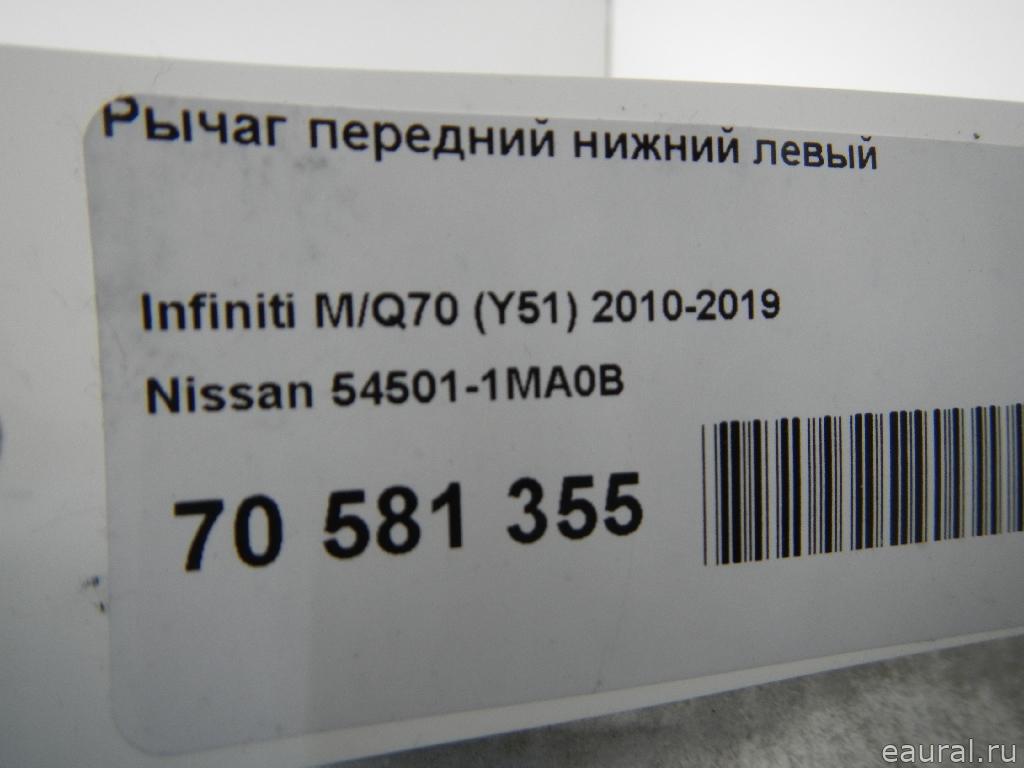 Рычаг передний нижний левый
Infiniti M/Q70 (Y51) 2010-2019
Nissan 54501-1MA0B
70 581 355
eaural.ru